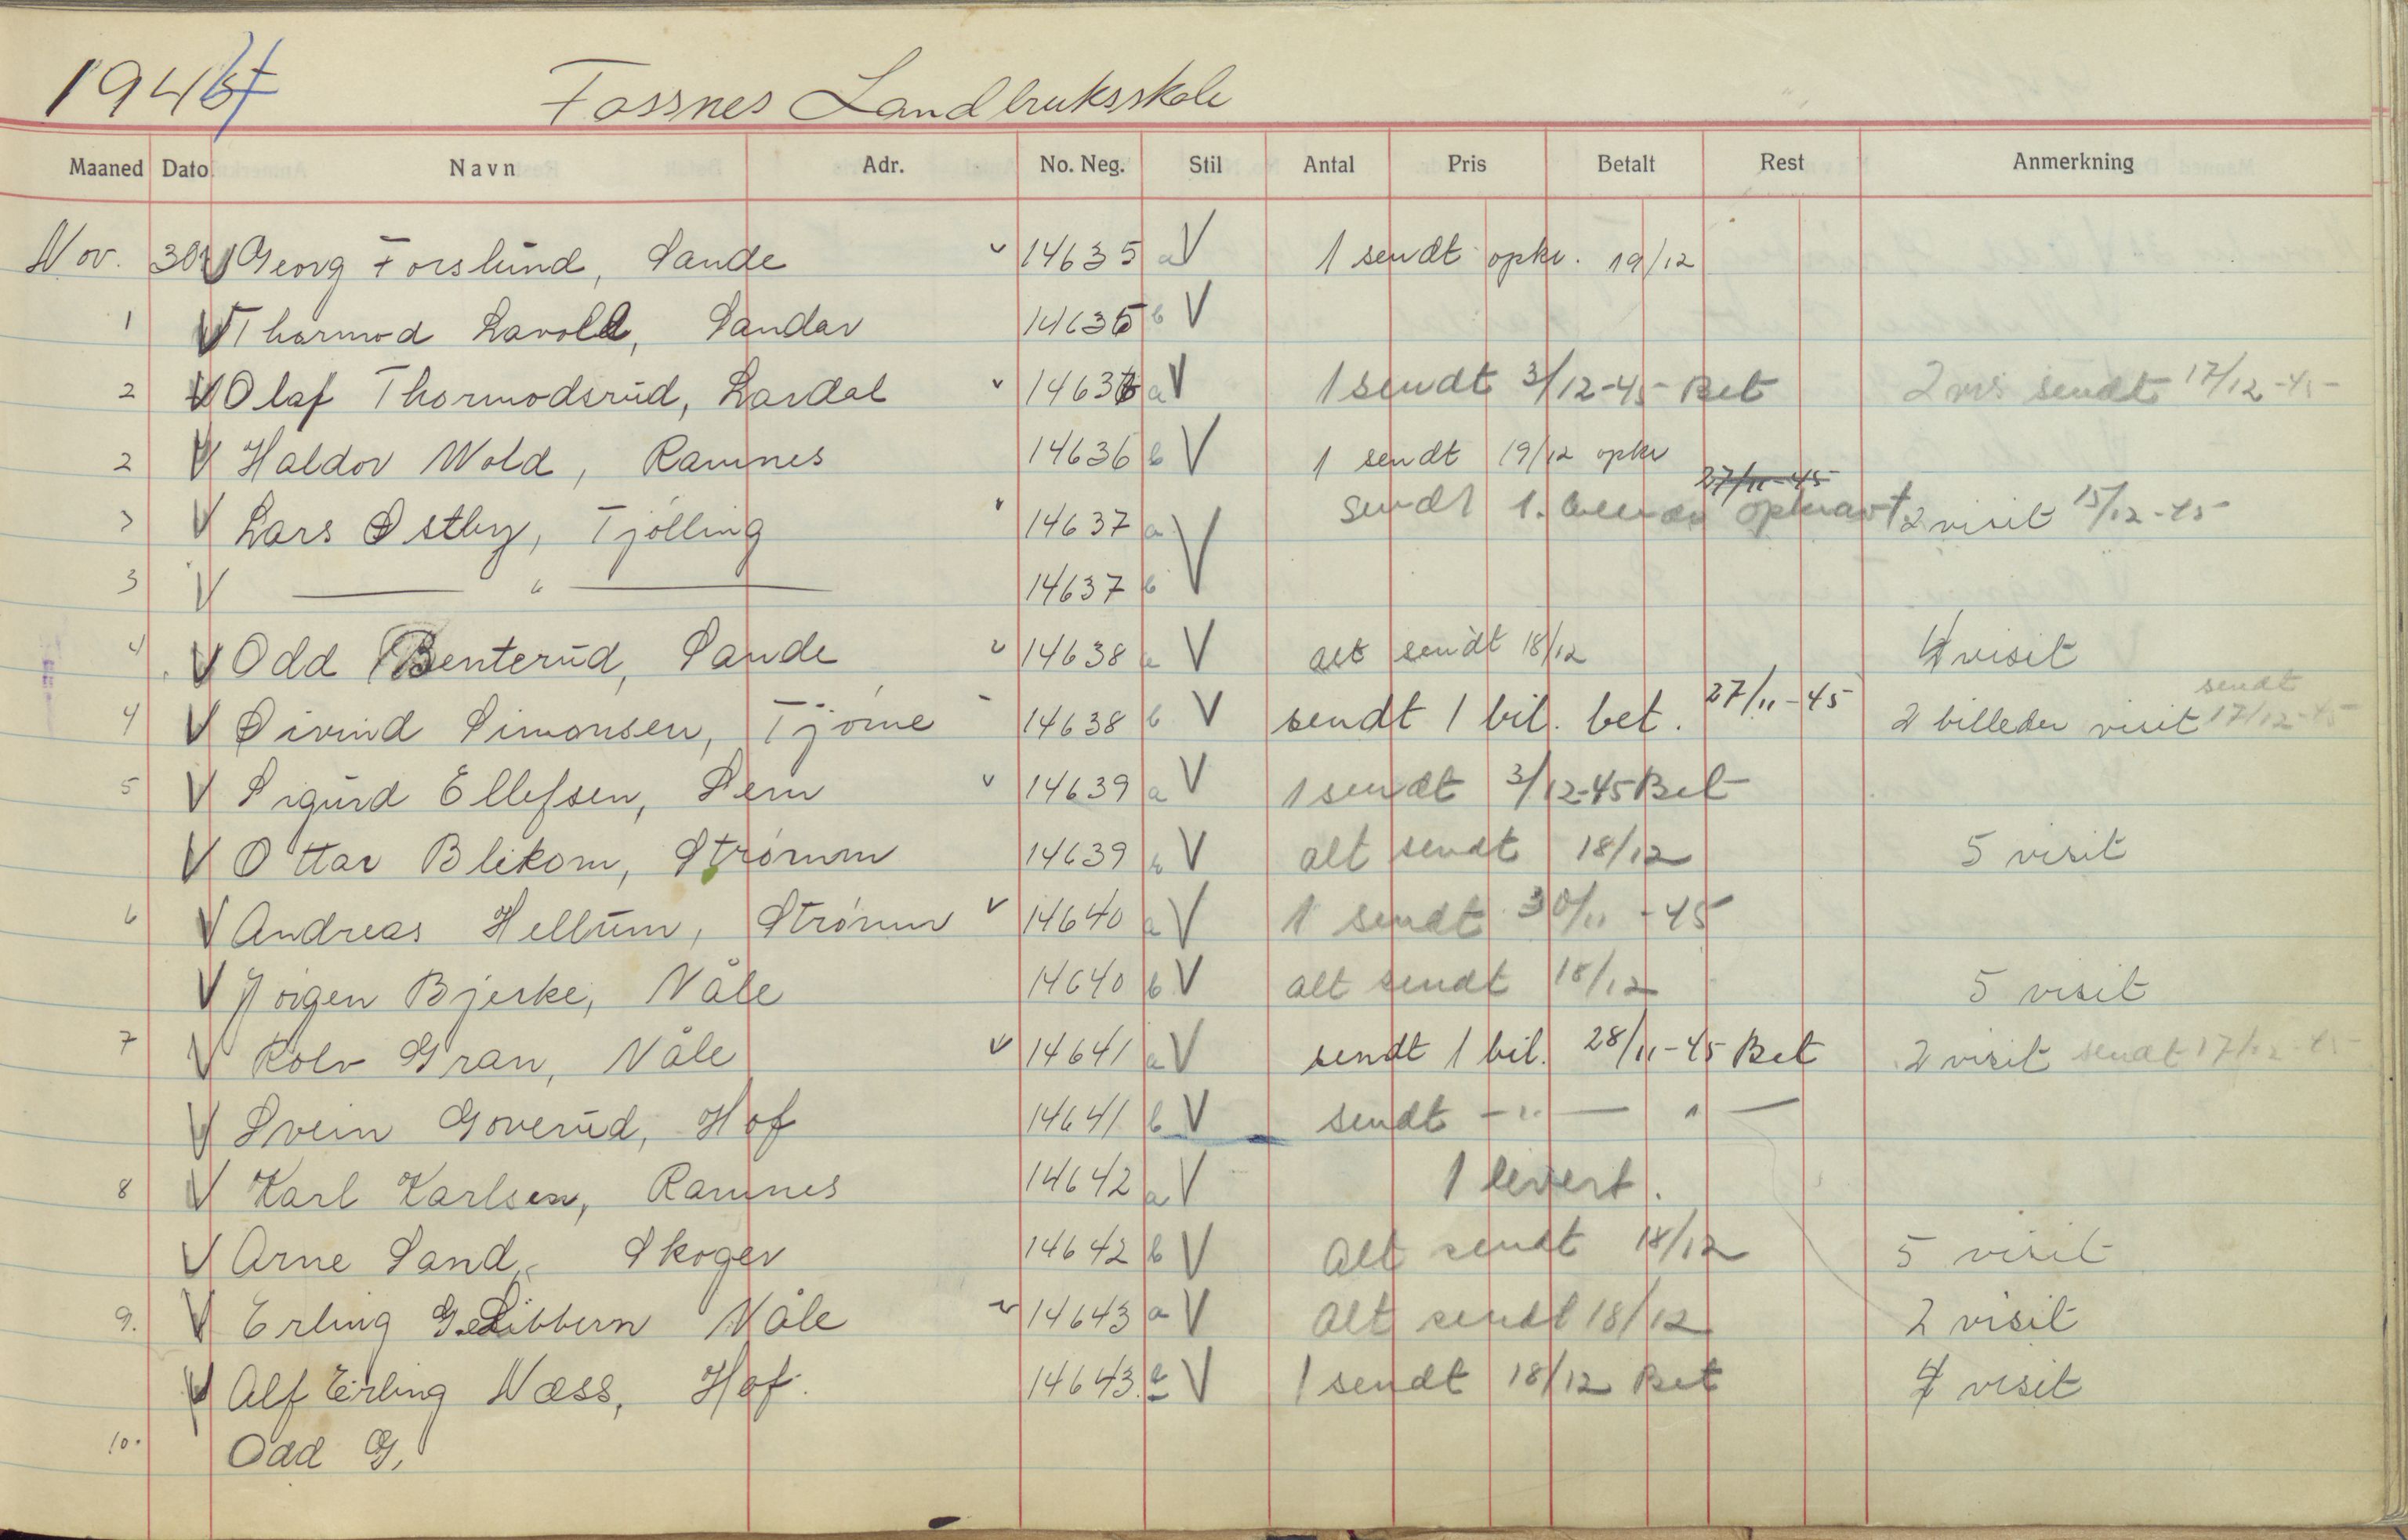 Fossnes Landbruksskole
Maaned Dato Navn Adr. No. Neg. Stil Antal Pris Betalt Rest Anmerkning
Nov. 30 V Georg Forslund, Sande v 14635 a V 1 sendt opkr. 19/12
1 V Thormod Lavold, Sandar 14635 b V
2 V Olaf Thormodsrud, Lardal v 14636 a V 1 sendt 3/12-45 Bet 2 sendt 17/12-45
2 V Haldor Wold, Ramnes 14636 b V 1 sendt 19/12 opkr
27/11-45
3 V Lars Østby, Tjölling v 14637 a V sendt 1. 2 visit 15/12-45
3 V — " — 14637 b
4 V Odd Benterud, Sande v 14638 a V alt sendt 18/12 4 visit
4 V Øivind Simonsen, Tjöme 14638 b V sendt 1 bil. bet. 27/11-45 2 billeder visit sendt 17/12-45
5 V Sigurd Ellefsen, Sem v 14639 a V 1 sendt 3/12-45 Bet
V Ottar Blikom, Strömm 14639 b V alt sendt 18/12 5 visit
6 V Andreas Hellum, Strömm v 14640 a V 1 sendt 30/11-45
V Jörgen Bjerke, Våle 14640 b V alt sendt 18/12 5 visit
7 V Rolv Gran, Våle v 14641 a V sendt 1 bil. 28/11-45 Bet 2 visit sendt 17/12-45
V Svein Goverud, Hof 14641 b V sendt — " — " —
8 V Karl Karlsen, Ramnes 14642 a V 1 levert.
V Arne Sand, Skoger 14642 b V Alt sendt 18/12 5 visit
9. V Erling Våle v 14643 a V Alt sendt 18/12 2 visit
V Alf Erling Næss, Hof. 14643. b V 1 sendt 18/12 Bet 4 visit
10. Odd G,